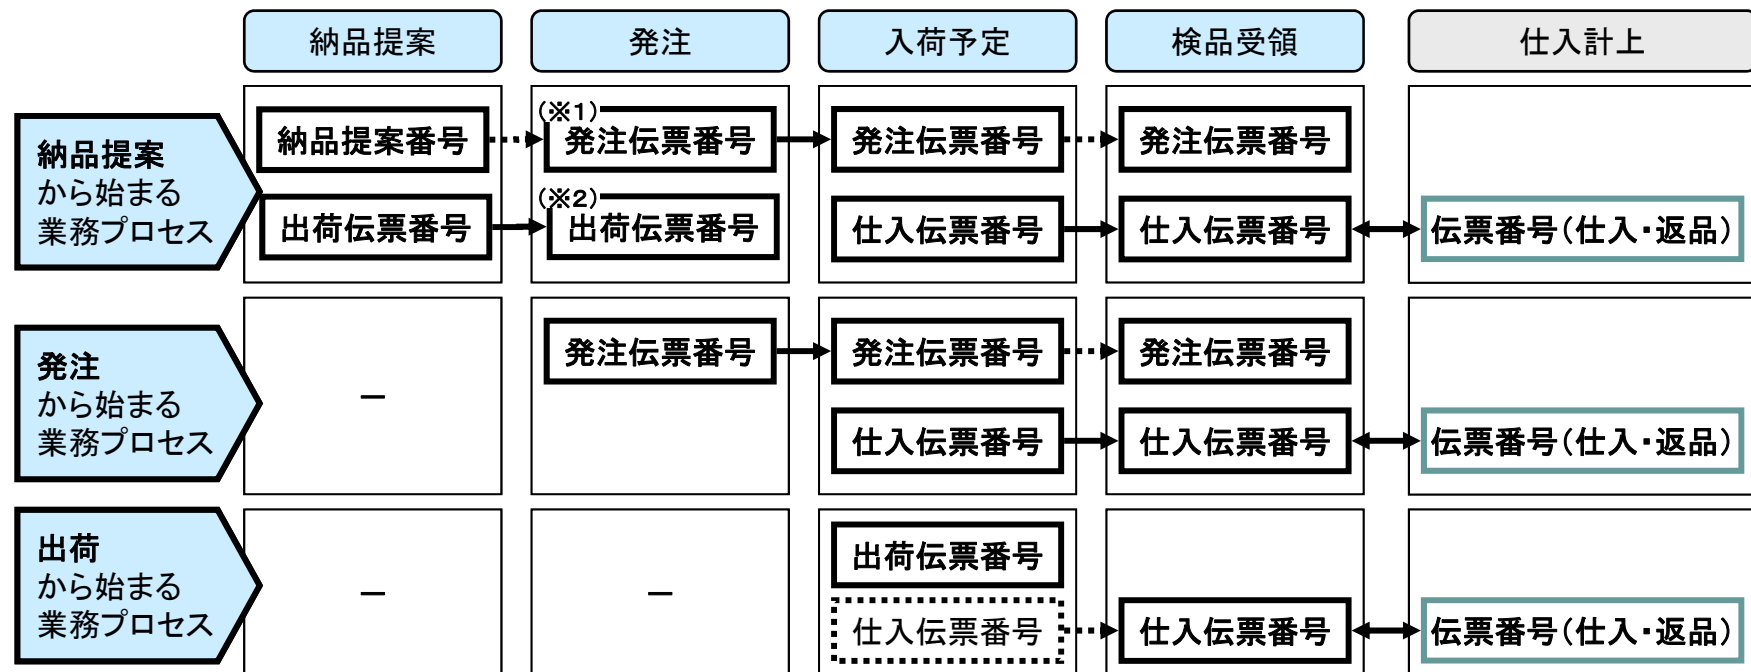 納品提案
発注
入荷予定
検品受領
仕入計上
納品提案
から始まる
業務プロセス
納品提案番号
(※1)
発注伝票番号
発注伝票番号
発注伝票番号
出荷伝票番号
(※2)
出荷伝票番号
仕入伝票番号
仕入伝票番号
伝票番号(仕入・返品)
発注
から始まる
業務プロセス
－
発注伝票番号
発注伝票番号
発注伝票番号
仕入伝票番号
仕入伝票番号
伝票番号(仕入・返品)
出荷
から始まる
業務プロセス
－
－
出荷伝票番号
仕入伝票番号
仕入伝票番号
伝票番号(仕入・返品)